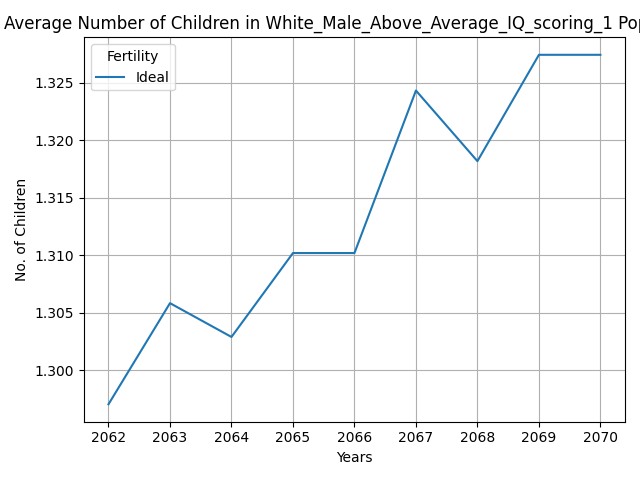 Average Number of Children in White_Male_Above_Average_IQ_scoring_1
Fertility
Ideal
1.325
1.320
1.315
1.310
1.305
1.300
No. of Children
2062 2063 2064 2065 2066 2067 2068 2069 2070
Years